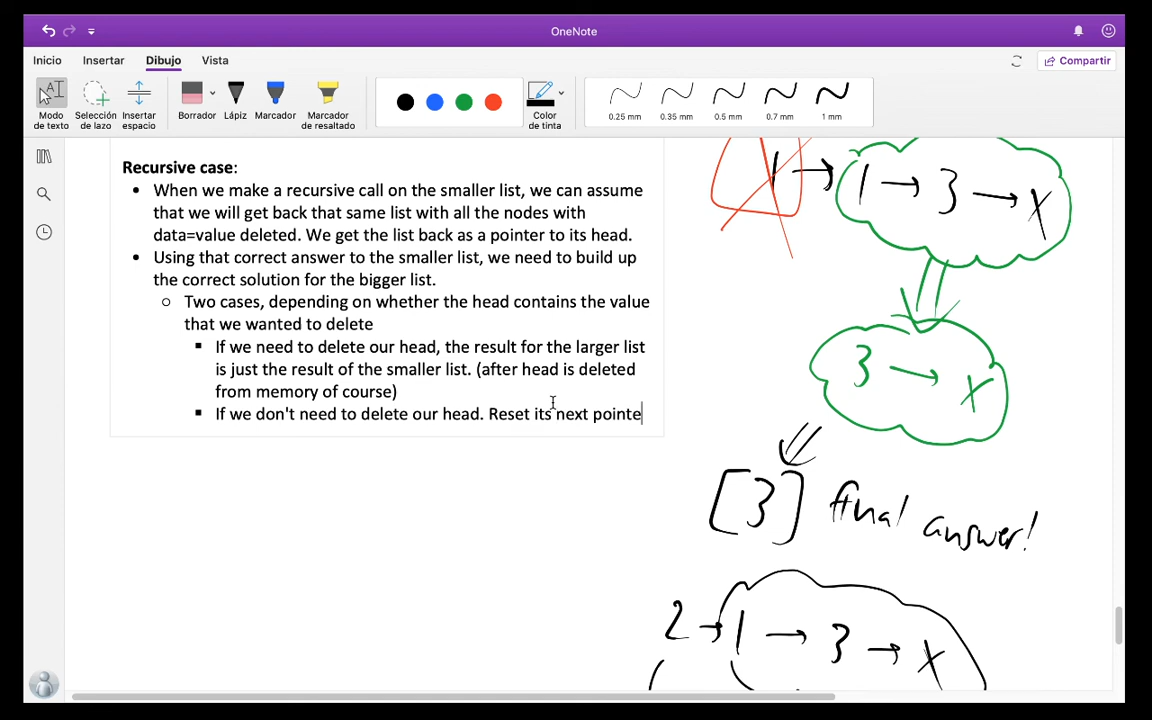 OneNote
Inicio Insertar Dibujo Vista
Compartir
Modo de texto
Selección de lazo
Insertar espacio
Borrador
Lápiz
Marcador
Marcador de resaltado
Color de tinta
0.25 mm 0.35 mm 0.5 mm 0.7 mm 1 mm
Recursive case:
• When we make a recursive call on the smaller list, we can assume
that we will get back that same list with all the nodes with
data=value deleted. We get the list back as a pointer to its head.
• Using that correct answer to the smaller list, we need to build up
the correct solution for the bigger list.
○ Two cases, depending on whether the head contains the value
that we wanted to delete
▪ If we need to delete our head, the result for the larger list
is just the result of the smaller list. (after head is deleted
from memory of course)
▪ If we don't need to delete our head. Reset its next pointe
1 → 1 → 3 → X
3 → X
[3] final answer!
2 → 1 → 3 → X